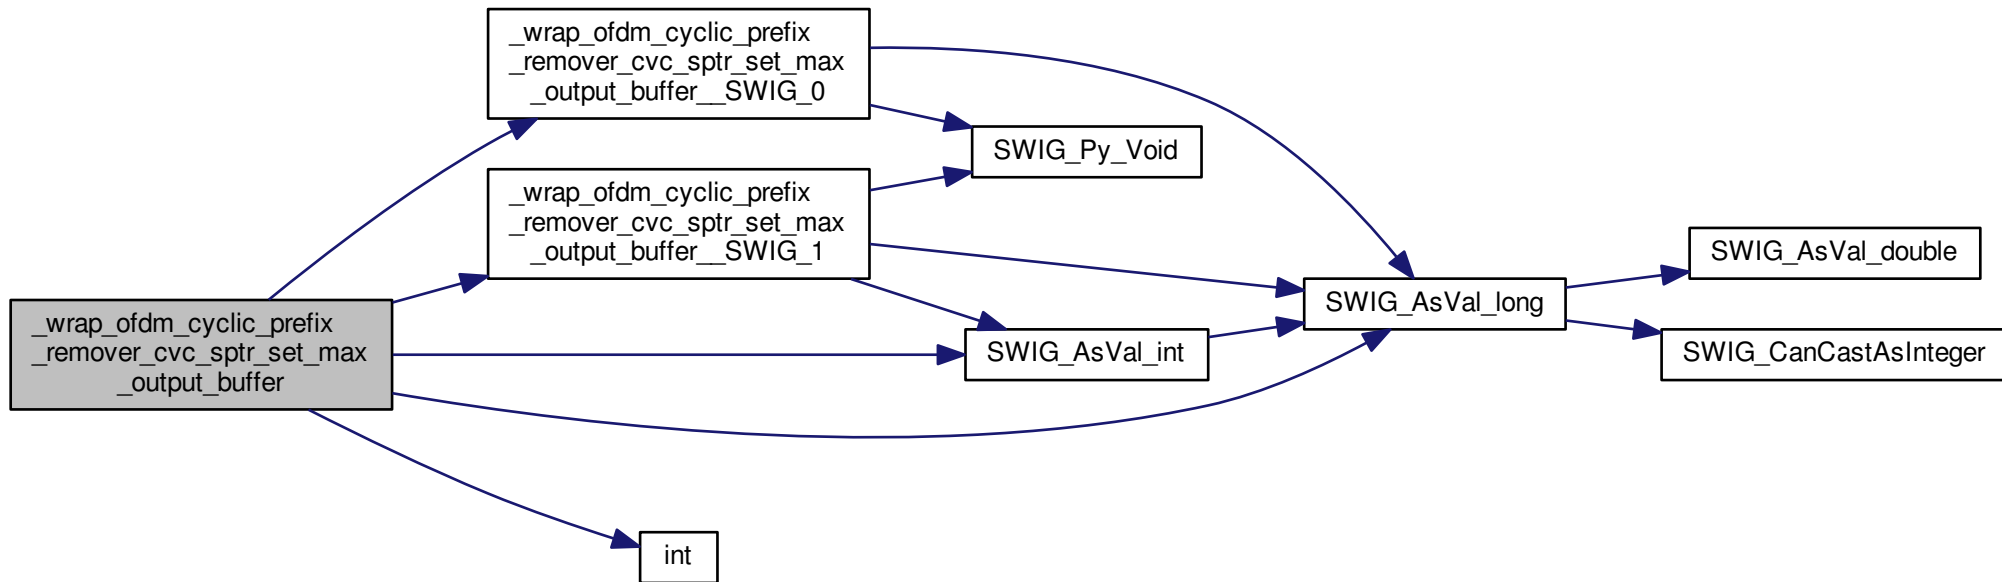 _wrap_ofdm_cyclic_prefix
_remover_cvc_sptr_set_max
_output_buffer
_wrap_ofdm_cyclic_prefix
_remover_cvc_sptr_set_max
_output_buffer__SWIG_0
_wrap_ofdm_cyclic_prefix
_remover_cvc_sptr_set_max
_output_buffer__SWIG_1
int
SWIG_Py_Void
SWIG_AsVal_int
SWIG_AsVal_long
SWIG_AsVal_double
SWIG_CanCastAsInteger